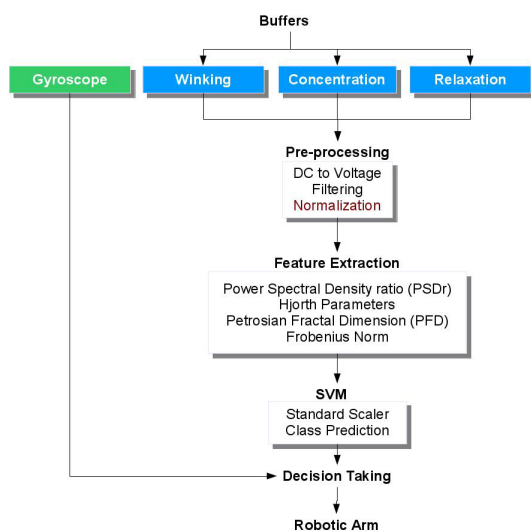 Buffers
Gyroscope
Winking
Concentration
Relaxation
Pre-processing
DC to Voltage
Filtering
Normalization
Feature Extraction
Power Spectral Density ratio (PSDr)
Hjorth Parameters
Petrosian Fractal Dimension (PFD)
Frobenius Norm
SVM
Standard Scaler
Class Prediction
Decision Taking
Robotic Arm